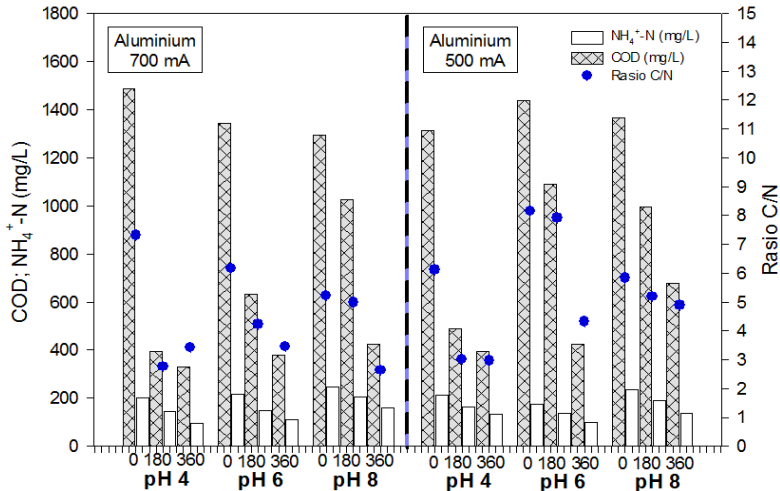 1800
1600
1400
1200
1000
800
600
400
200
0
COD; NH₄⁺-N (mg/L)
Aluminium
700 mA
Aluminium
500 mA
NH₄⁺-N (mg/L)
COD (mg/L)
Rasio C/N
15
14
13
12
11
10
9
8
7
6
5
4
3
2
1
0
Rasio C/N
0 180 360 0 180 360 0 180 360 0 180 360 0 180 360 0 180 360
pH 4 pH 6 pH 8 pH 4 pH 6 pH 8